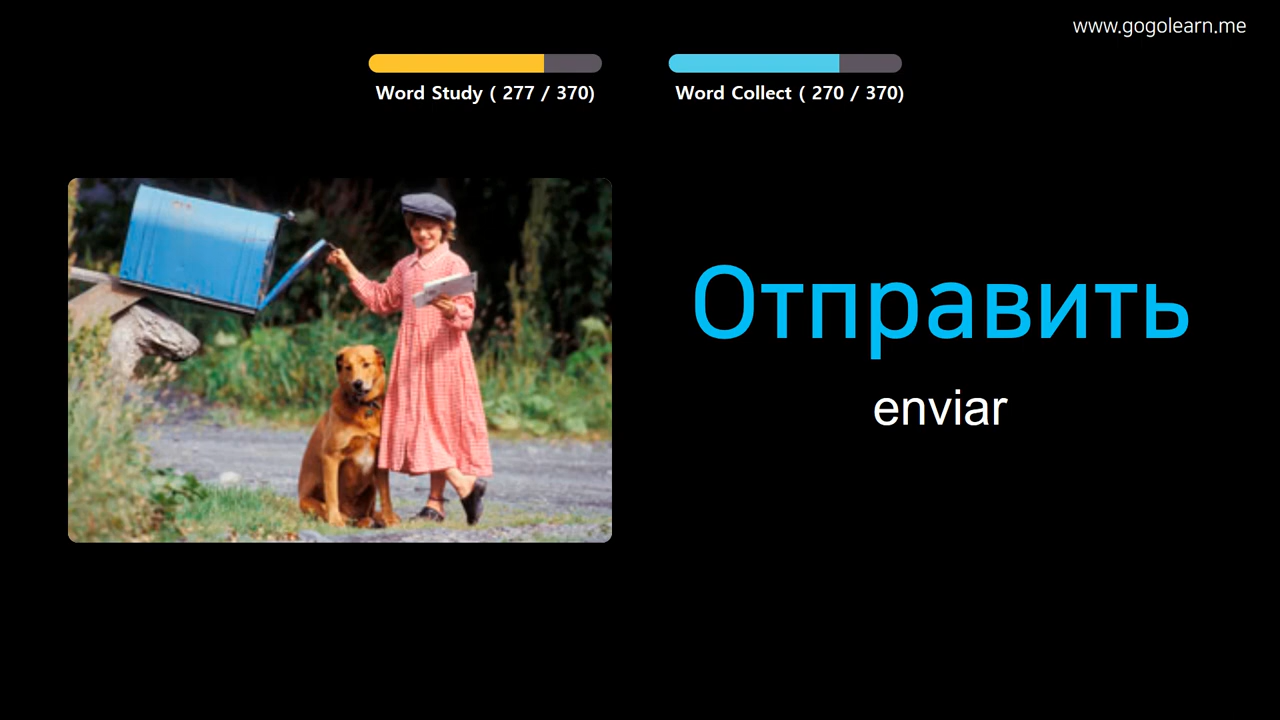 www.gogolearn.me
Word Study ( 277 / 370)
Word Collect ( 270 / 370)
Отправить
enviar